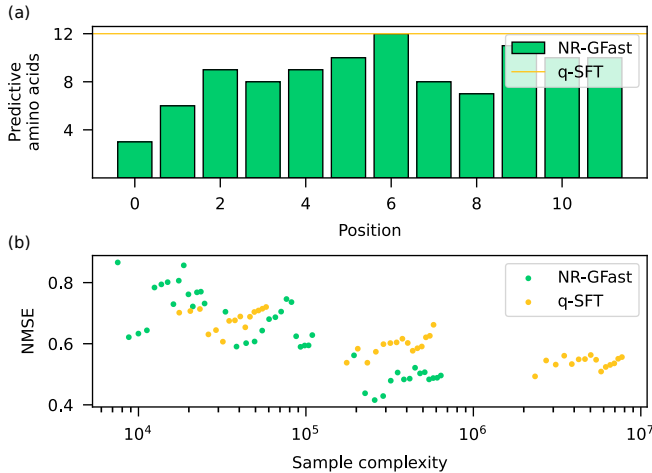 (a)
12
8
4
Predictive
amino acids
NR-GFast
q-SFT
0 2 4 6 8 10
Position
(b)
0.8
0.6
0.4
NMSE
NR-GFast
q-SFT
10^4 10^5 10^6 10^7
Sample complexity